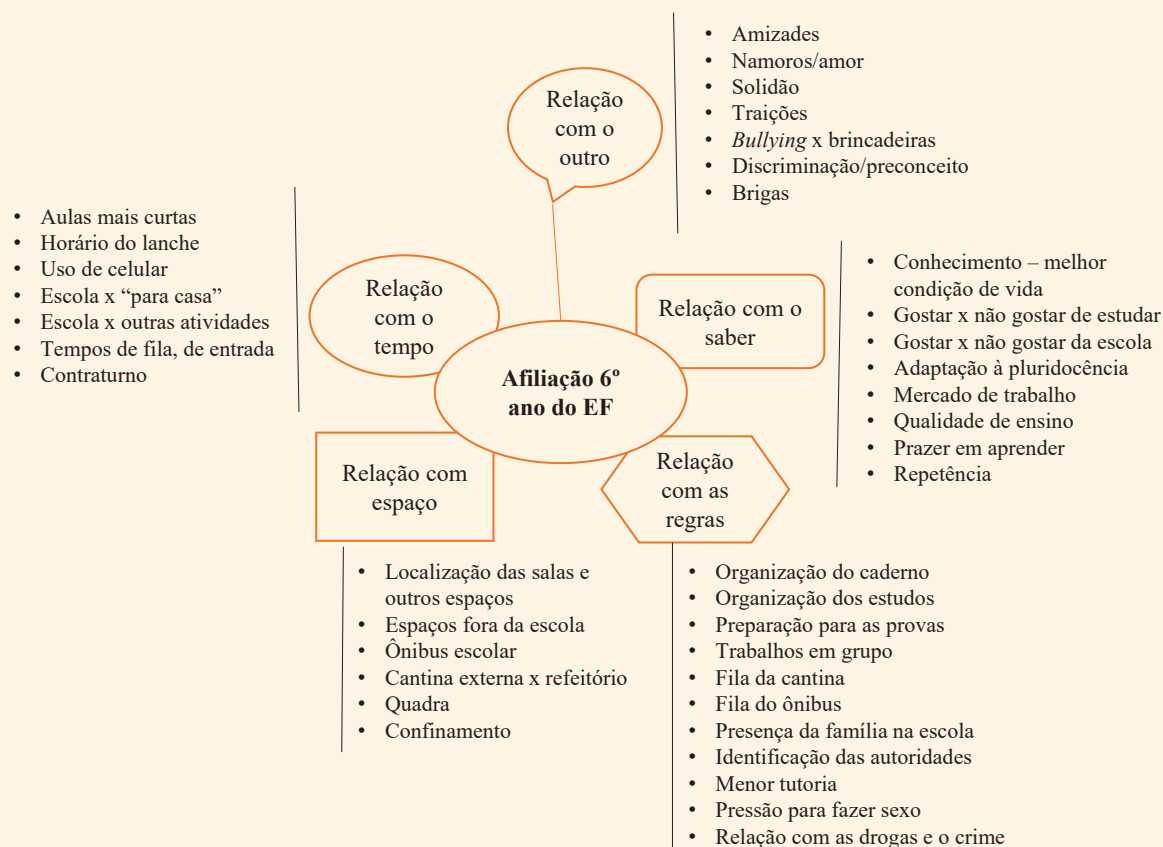 Afiliação 6º
ano do EF
Relação
com o
outro
• Amizades
• Namoros/amor
• Solidão
• Traições
• Bullying x brincadeiras
• Discriminação/preconceito
• Brigas
Relação
com o
tempo
• Aulas mais curtas
• Horário do lanche
• Uso de celular
• Escola x “para casa”
• Escola x outras atividades
• Tempos de fila, de entrada
• Contraturno
Relação com o
saber
• Conhecimento – melhor
condição de vida
• Gostar x não gostar de estudar
• Gostar x não gostar da escola
• Adaptação à pluridocência
• Mercado de trabalho
• Qualidade de ensino
• Prazer em aprender
• Repetência
Relação com
espaço
• Localização das salas e
outros espaços
• Espaços fora da escola
• Ônibus escolar
• Cantina externa x refeitório
• Quadra
• Confinamento
Relação
com as
regras
• Organização do caderno
• Organização dos estudos
• Preparação para as provas
• Trabalhos em grupo
• Fila da cantina
• Fila do ônibus
• Presença da família na escola
• Identificação das autoridades
• Menor tutoria
• Pressão para fazer sexo
• Relação com as drogas e o crime